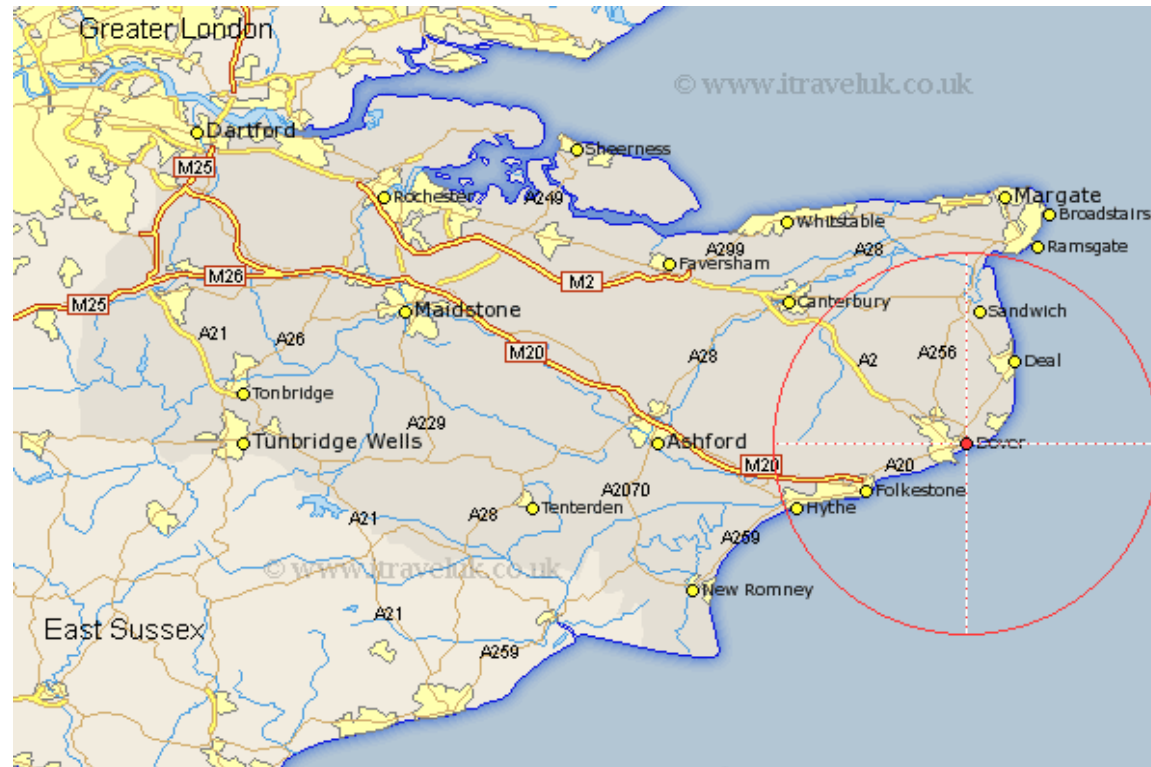 Greater London
© www.itraveluk.co.uk
Dartford
Sheerness
M25
Rochester
A249
Margate
Broadstairs
Whitstable
Ramsgate
A299
A28
Faversham
M26
M2
M25
Canterbury
Maidstone
Sandwich
A21
A26
M20
A28
A2
A256
Deal
Tonbridge
A229
Tunbridge Wells
Ashford
Dover
M20
A20
Folkestone
A2070
Tenterden
Hythe
A28
A21
A259
© www.itraveluk.co.uk
New Romney
A21
East Sussex
A259